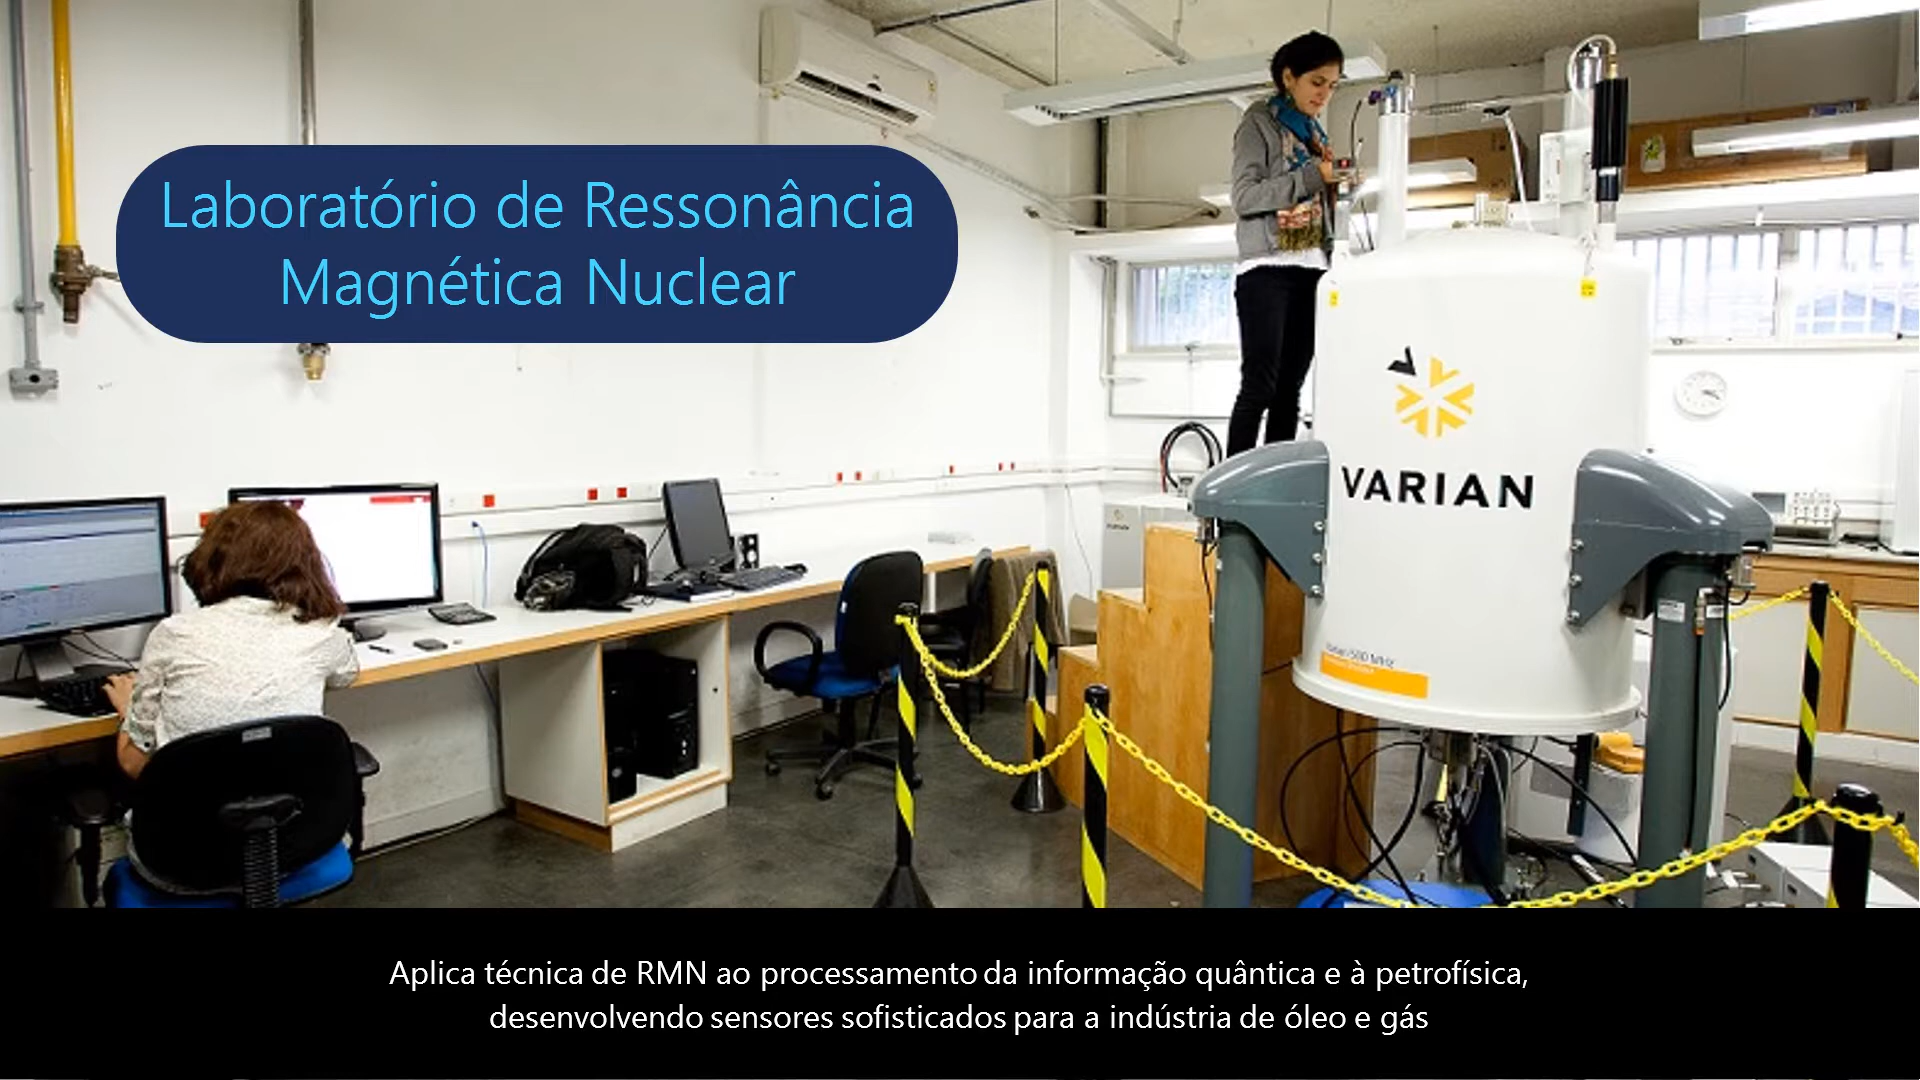 Laboratório de Ressonância
Magnética Nuclear
VARIAN
Aplica técnica de RMN ao processamento da informação quântica e à petrofísica,
desenvolvendo sensores sofisticados para a indústria de óleo e gás